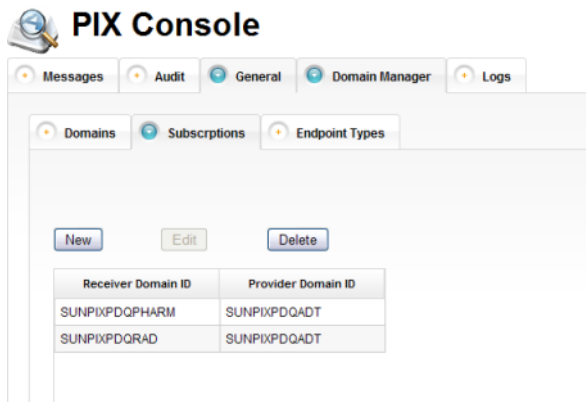 PIX Console
Messages Audit General Domain Manager Logs
Domains Subscrptions Endpoint Types
New Edit Delete
Receiver Domain ID Provider Domain ID
SUNPIXPDQPHARM SUNPIXPDQADT
SUNPIXPDQRAD SUNPIXPDQADT